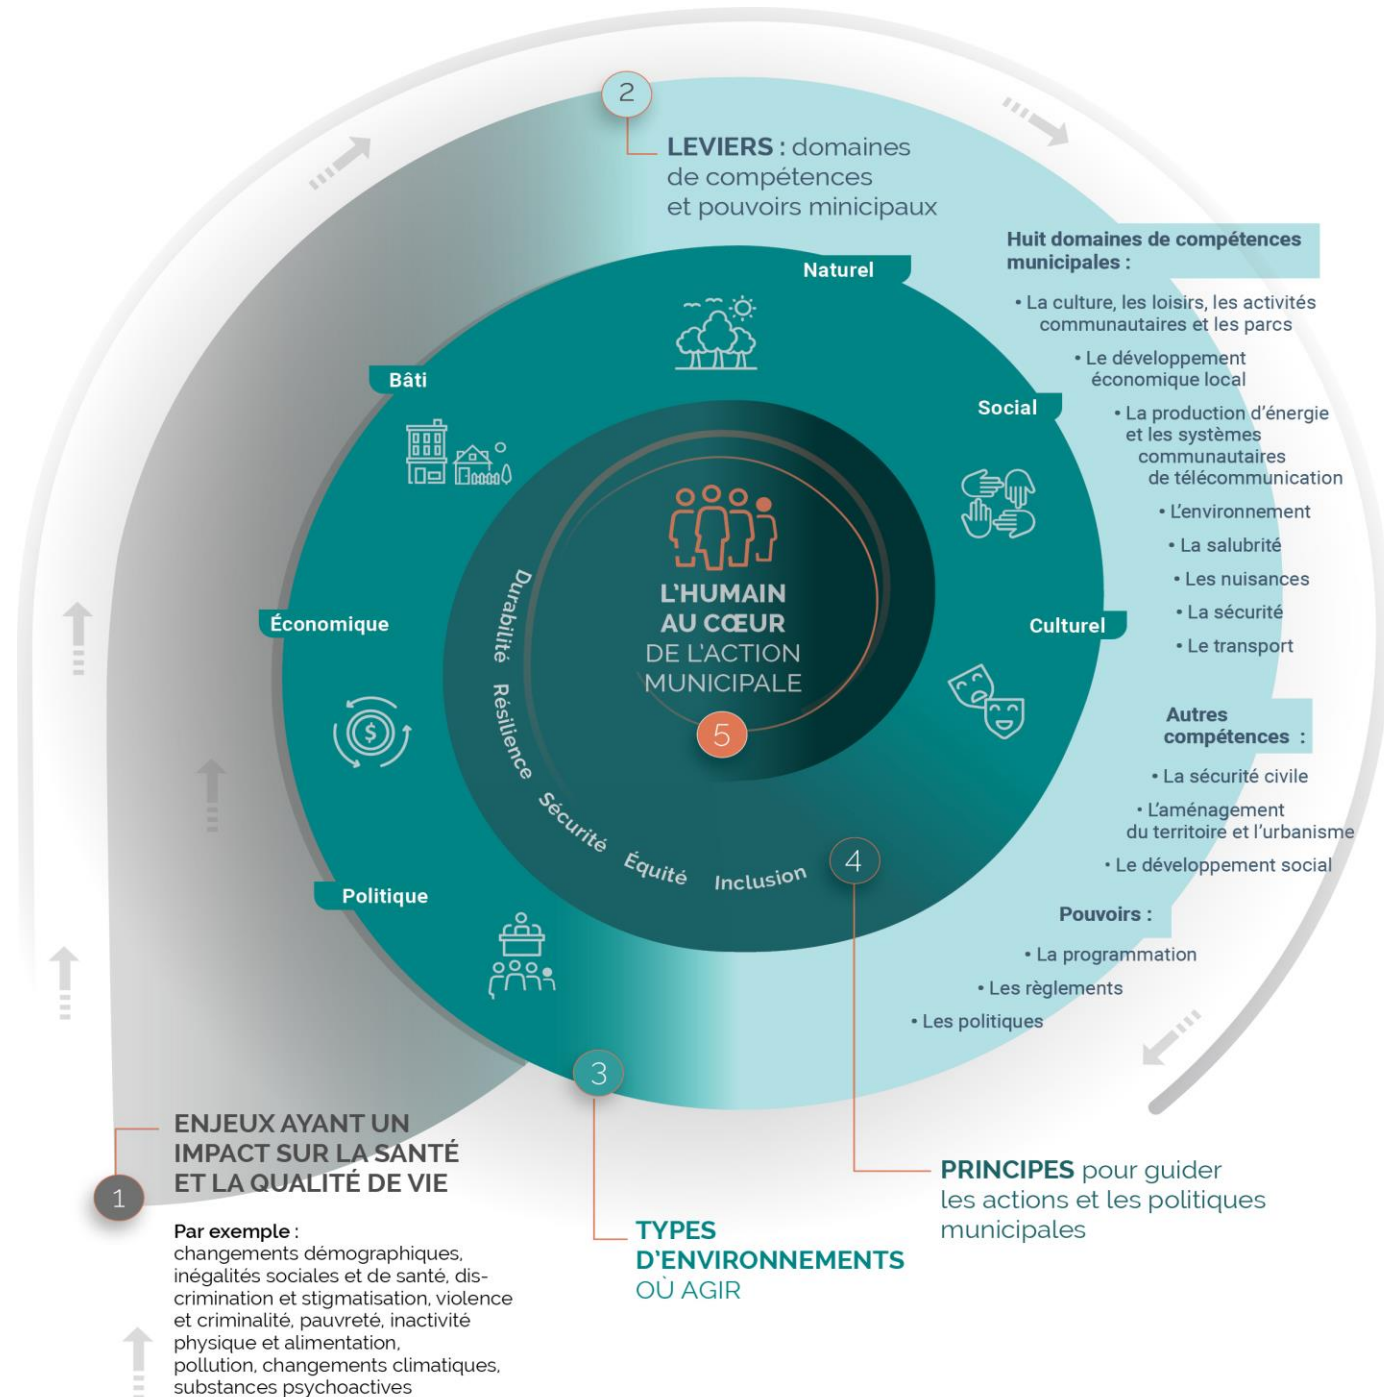 2
LEVIERS : domaines
de compétences
et pouvoirs minicipaux
Huit domaines de compétences
municipales :
• La culture, les loisirs, les activités
communautaires et les parcs
• Le développement
économique local
• La production d'énergie
et les systèmes
communautaires
de télécommunication
• L'environnement
• La salubrité
• Les nuisances
• La sécurité
• Le transport
Autres
compétences :
• La sécurité civile
• L'aménagement
du territoire et l'urbanisme
• Le développement social
Pouvoirs :
• La programmation
• Les règlements
• Les politiques
Naturel
Bâti
Social
Économique
Culturel
Politique
$
L'HUMAIN
AU CŒUR
DE L'ACTION
MUNICIPALE
5
Durabilité Résilience Sécurité Équité Inclusion
4
3
1
ENJEUX AYANT UN
IMPACT SUR LA SANTÉ
ET LA QUALITÉ DE VIE
Par exemple :
changements démographiques,
inégalités sociales et de santé, dis-
crimination et stigmatisation, violence
et criminalité, pauvreté, inactivité
physique et alimentation,
pollution, changements climatiques,
substances psychoactives
TYPES
D'ENVIRONNEMENTS
OÙ AGIR
PRINCIPES pour guider
les actions et les politiques
municipales